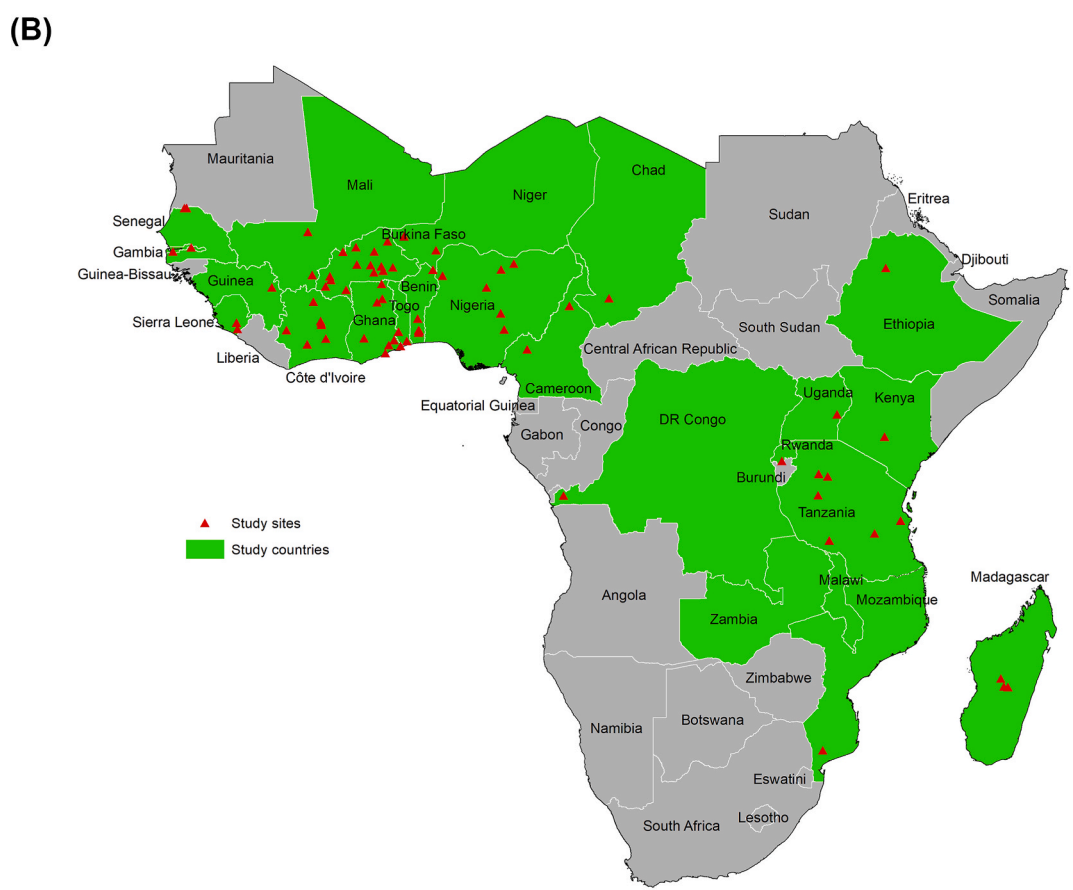 (B)
Mauritania
Mali
Niger
Chad
Sudan
Eritrea
Senegal
Burkina Faso
Gambia
Djibouti
Guinea-Bissau
Guinea
Benin
Somalia
Togo
Nigeria
Sierra Leone
Ghana
South Sudan
Ethiopia
Liberia
Central African Republic
Côte d'Ivoire
Cameroon
Uganda
Kenya
Equatorial Guinea
DR Congo
Congo
Gabon
Rwanda
Burundi
Tanzania
Study sites
Study countries
Malawi
Madagascar
Angola
Mozambique
Zambia
Zimbabwe
Botswana
Namibia
Eswatini
Lesotho
South Africa